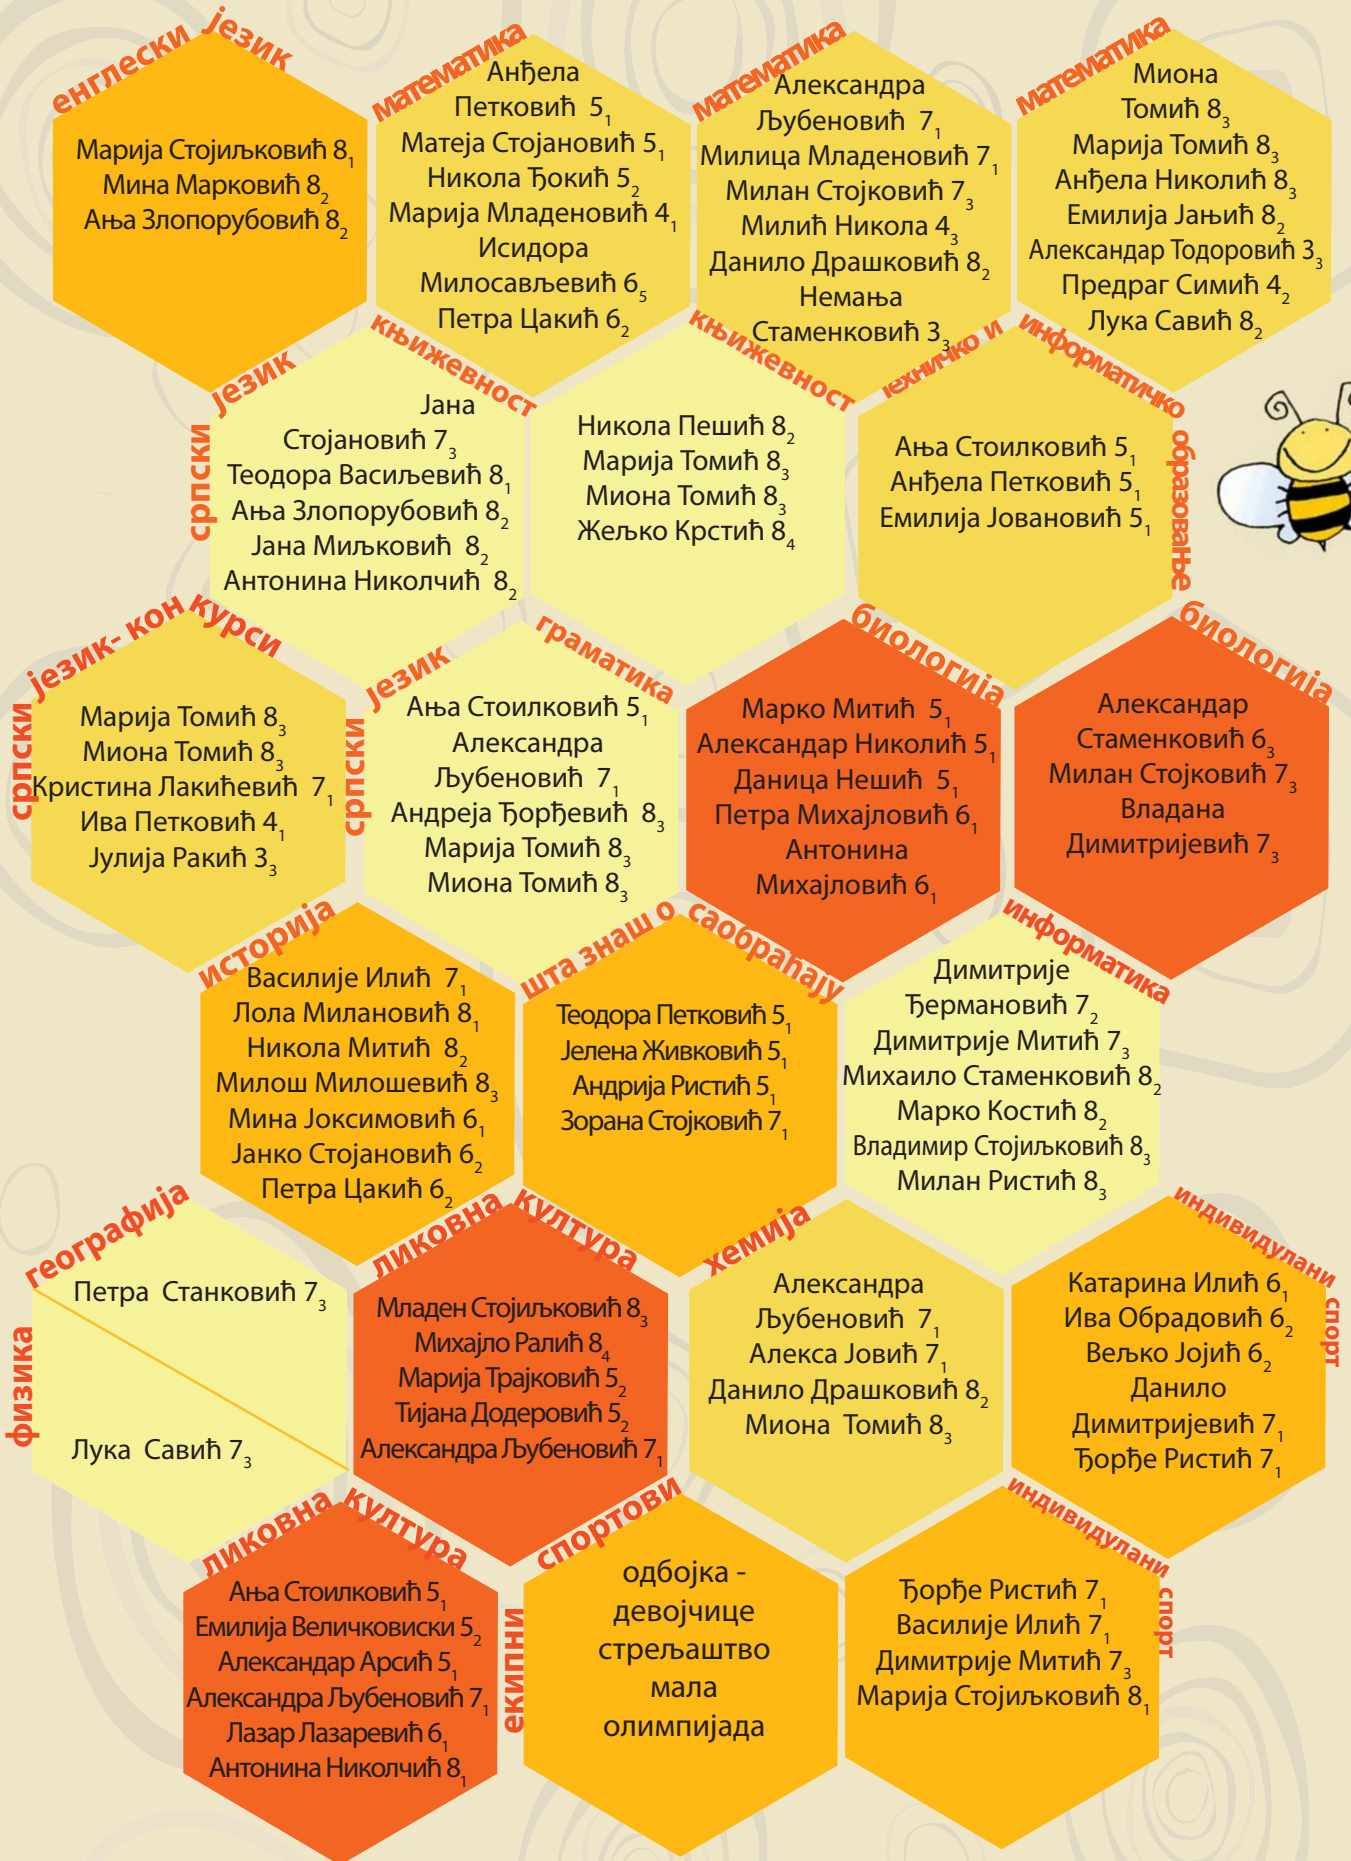 енглески језик
Марија Стојиљковић 8₁
Мина Марковић 8₂
Ања Злопорубовић 8₂
математика
Анђела
Петковић 5₁
Матеја Стојановић 5₁
Никола Ђокић 5₂
Марија Младеновић 4₁
Исидора
Милосављевић 6₅
Петра Цакић 6₂
математика
Александра
Љубеновић 7₁
Милица Младеновић 7₁
Милан Стојковић 7₃
Милић Никола 4₃
Данило Драшковић 8₂
Немања
Стаменковић 3₃
математика
Миона
Томић 8₃
Марија Томић 8₃
Анђела Николић 8₃
Емилија Јањић 8₂
Александар Тодоровић 3₃
Предраг Симић 4₂
Лука Савић 8₂
српски језик књижевност
Јана
Стојановић 7₃
Теодора Васиљевић 8₁
Ања Злопорубовић 8₂
Јана Миљковић 8₂
Антонина Николчић 8₂
књижевност
Никола Пешић 8₂
Марија Томић 8₃
Миона Томић 8₃
Жељко Крстић 8₄
техничко и информатичко образовање
Ања Стоилковић 5₁
Анђела Петковић 5₁
Емилија Јовановић 5₁
српски језик- кон курси
Марија Томић 8₃
Миона Томић 8₃
Кристина Лакићевић 7₁
Ива Петковић 4₁
Јулија Ракић 3₃
српски језик граматика
Ања Стоилковић 5₁
Александра
Љубеновић 7₁
Андреја Ђорђевић 8₃
Марија Томић 8₃
Миона Томић 8₃
биологија
Марко Митић 5₁
Александар Николић 5₁
Даница Нешић 5₁
Петра Михајловић 6₁
Антонина
Михајловић 6₁
биологија
Александар
Стаменковић 6₃
Милан Стојковић 7₃
Владана
Димитријевић 7₃
историја
Василије Илић 7₁
Лола Милановић 8₁
Никола Митић 8₂
Милош Милошевић 8₃
Мина Јоксимовић 6₁
Јанко Стојановић 6₂
Петра Цакић 6₂
шта знаш о саобраћају
Теодора Петковић 5₁
Јелена Живковић 5₁
Андрија Ристић 5₁
Зорана Стојковић 7₁
информатика
Димитрије
Ђермановић 7₂
Димитрије Митић 7₃
Михаило Стаменковић 8₂
Марко Костић 8₂
Владимир Стојиљковић 8₃
Милан Ристић 8₃
географија
Петра Станковић 7₃
физика
Лука Савић 7₃
ликовна култура
Младен Стојиљковић 8₃
Михајло Ралић 8₄
Марија Трајковић 5₂
Тијана Додеровић 5₂
Александра Љубеновић 7₁
хемија
Александра
Љубеновић 7₁
Алекса Јовић 7₁
Данило Драшковић 8₂
Миона Томић 8₃
индивидулани спорт
Катарина Илић 6₁
Ива Обрадовић 6₂
Вељко Јојић 6₂
Данило
Димитријевић 7₁
Ђорђе Ристић 7₁
ликовна култура
Ања Стоилковић 5₁
Емилија Величковиски 5₂
Александар Арсић 5₁
Александра Љубеновић 7₁
Лазар Лазаревић 6₁
Антонина Николчић 8₁
екипни спортови
одбојка -
девојчице
стрељаштво
мала
олимпијада
индивидулани спорт
Ђорђе Ристић 7₁
Василије Илић 7₁
Димитрије Митић 7₃
Марија Стојиљковић 8₁